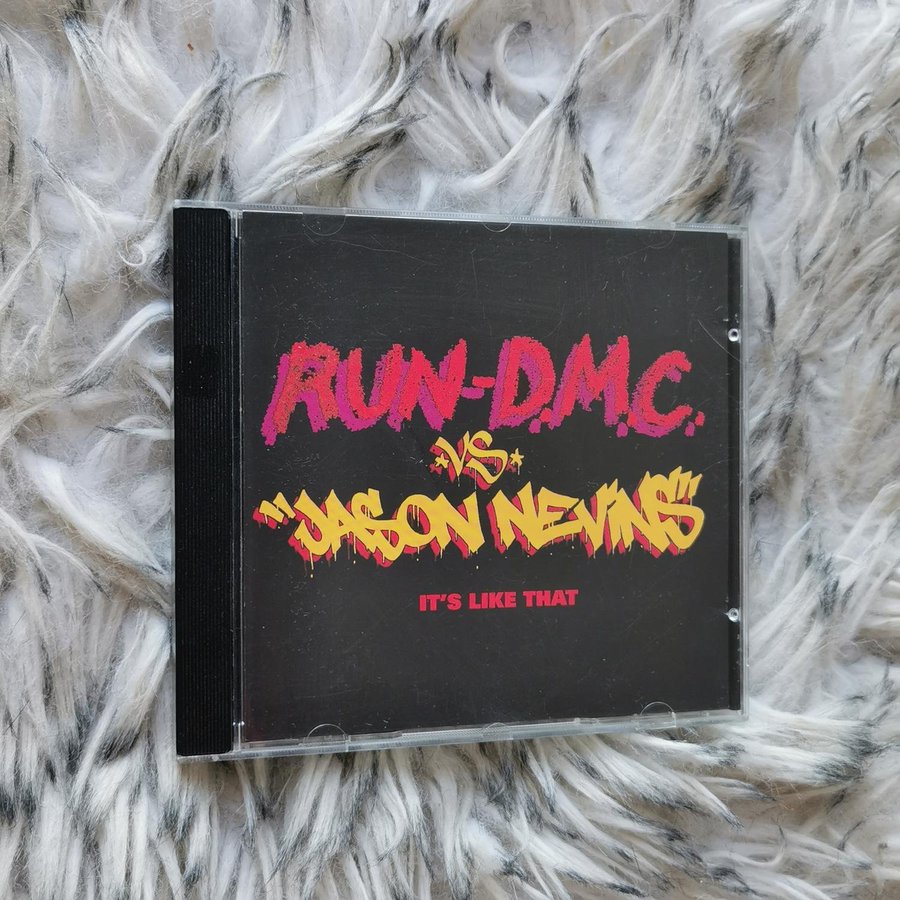 RUN-D.M.C.
VS
"JASON NEVINS"
IT'S LIKE THAT